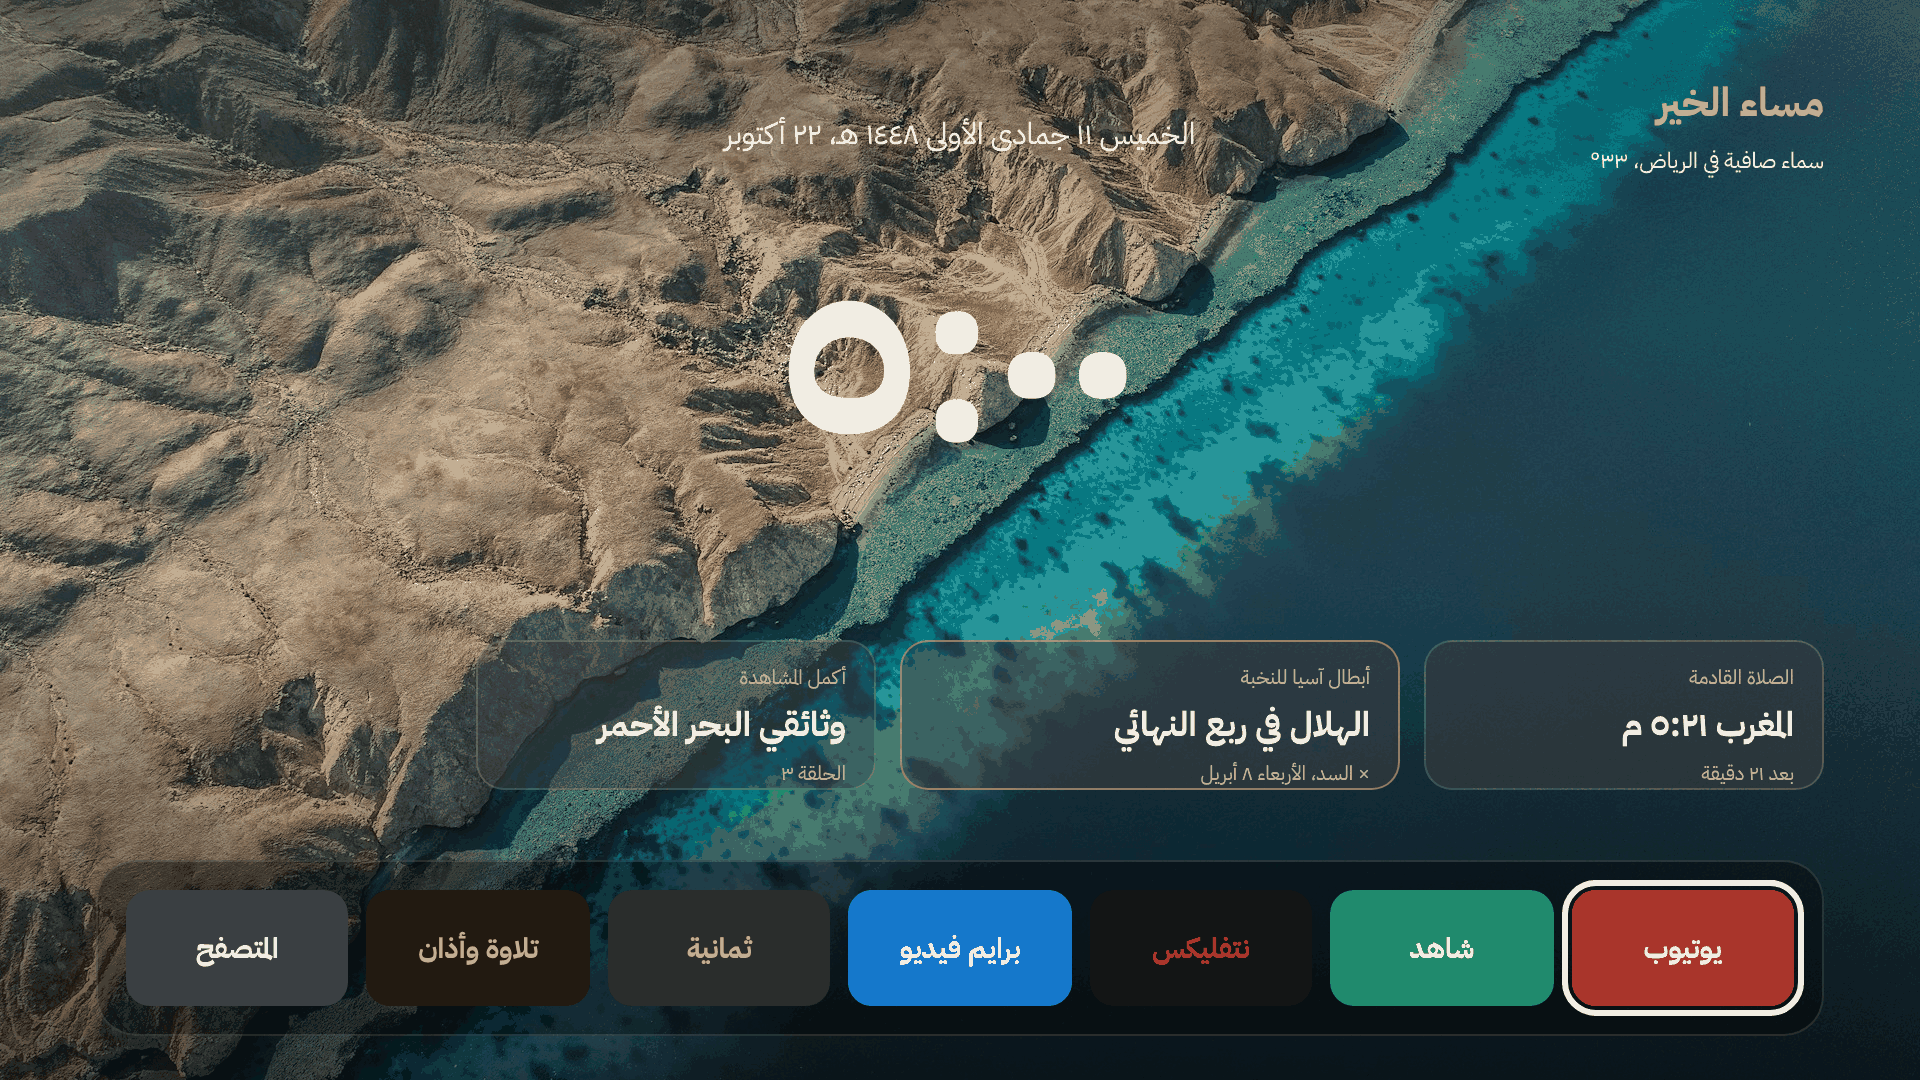 مساء الخير
سماء صافية في الرياض، ٣٣°
الخميس ١١ جمادى الأولى ١٤٤٨ هـ، ٢٢ أكتوبر
٥:٠٠
الصلاة القادمة
المغرب ٥:٢١ م
بعد ٢١ دقيقة
أبطال آسيا للنخبة
الهلال في ربع النهائي
× السد، الأربعاء ٨ أبريل
أكمل المشاهدة
وثائقي البحر الأحمر
الحلقة ٣
يوتيوب
شاهد
نتفليكس
برايم فيديو
ثمانية
تلاوة وأذان
المتصفح